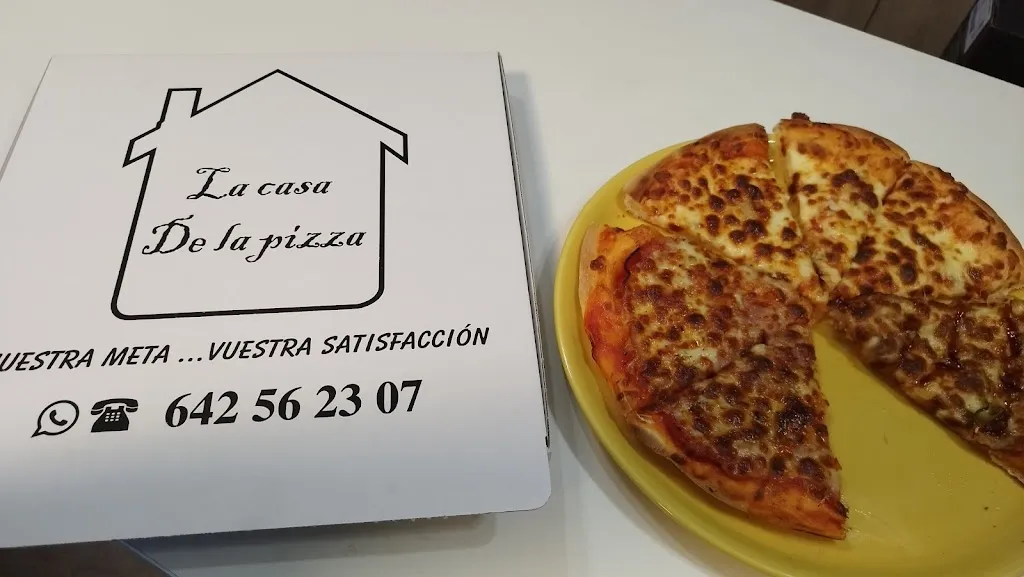 La casa
De la pizza
UESTRA META ...VUESTRA SATISFACCIÓN
642 56 23 07